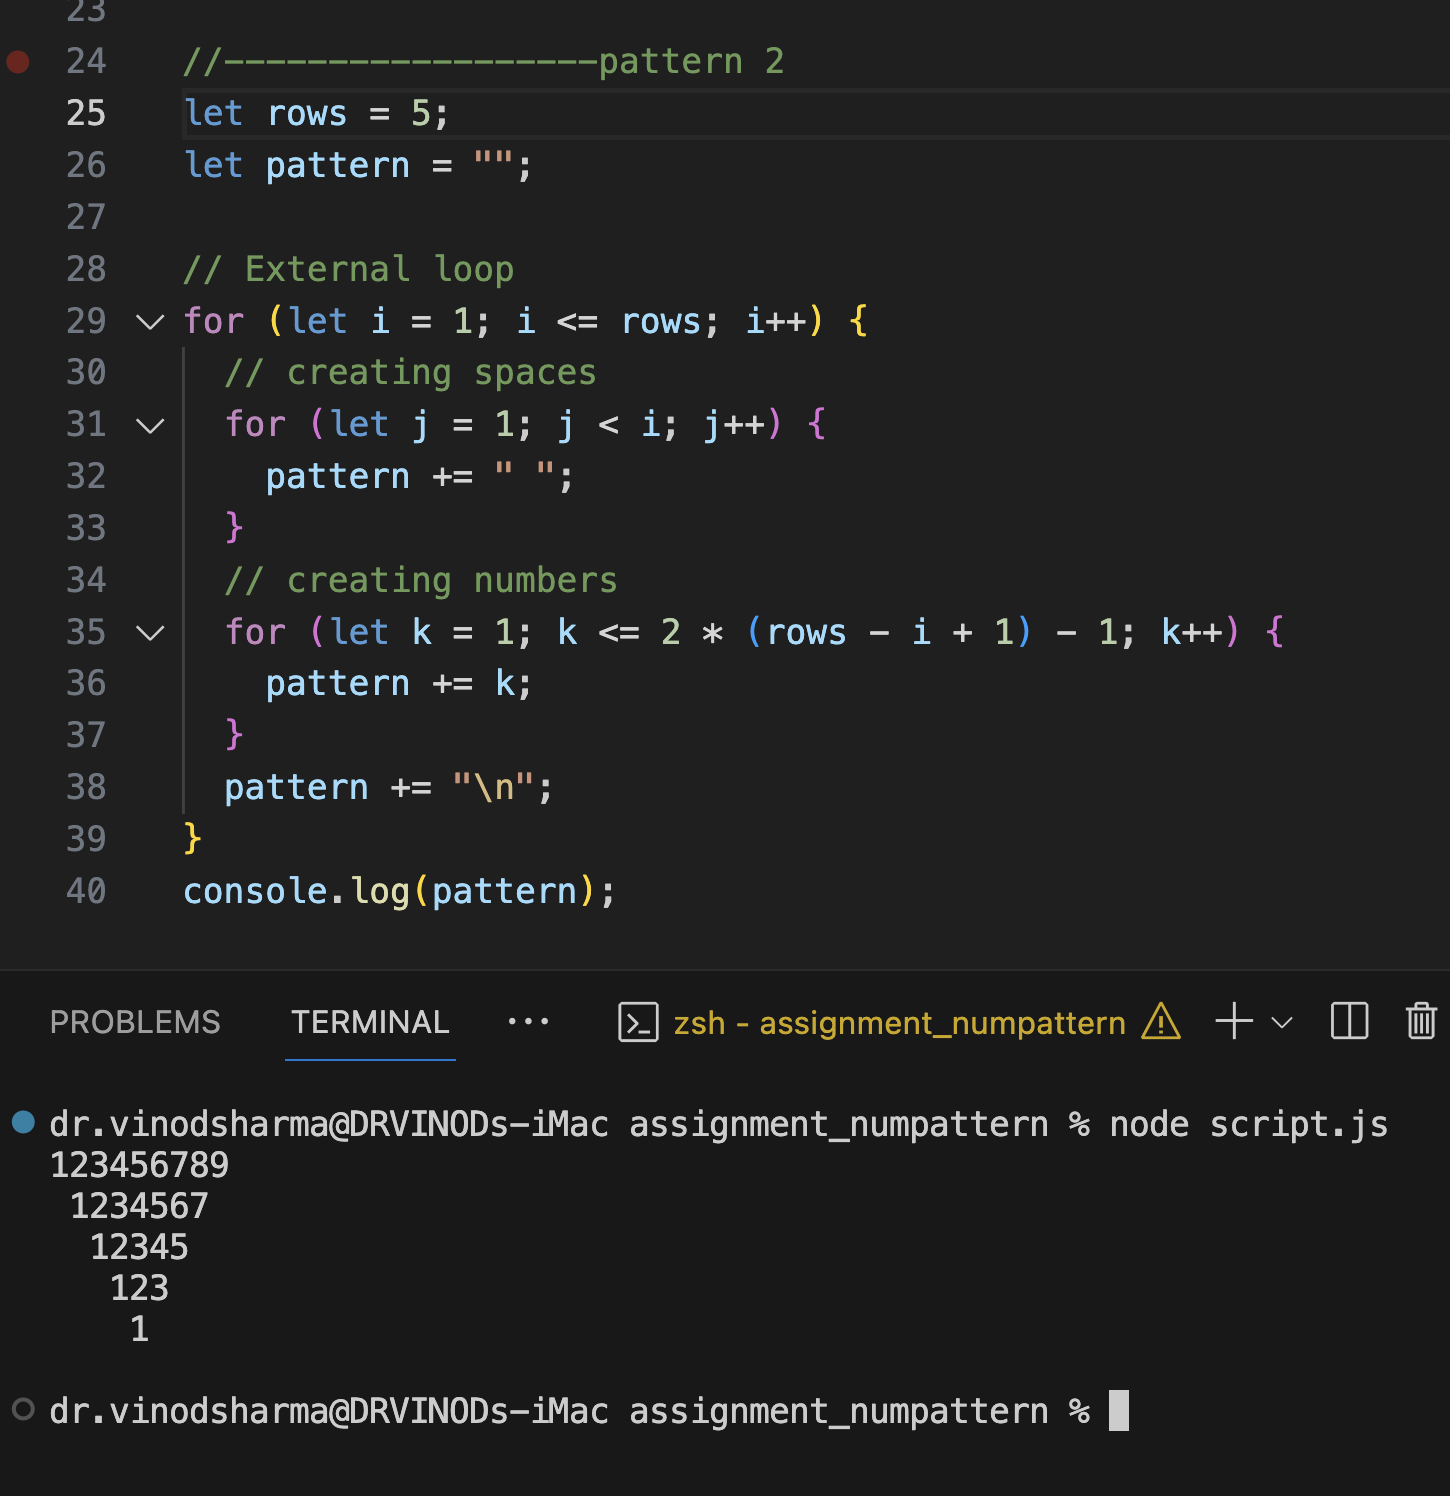 23
24 //------------------pattern 2
25 let rows = 5;
26 let pattern = "";
27
28 // External loop
29 for (let i = 1; i <= rows; i++) {
30   // creating spaces
31   for (let j = 1; j < i; j++) {
32     pattern += " ";
33   }
34   // creating numbers
35   for (let k = 1; k <= 2 * (rows - i + 1) - 1; k++) {
36     pattern += k;
37   }
38   pattern += "\n";
39 }
40 console.log(pattern);
PROBLEMS TERMINAL ··· zsh - assignment_numpattern
dr.vinodsharma@DRVINODs-iMac assignment_numpattern % node script.js
123456789
 1234567
  12345
   123
    1
dr.vinodsharma@DRVINODs-iMac assignment_numpattern %